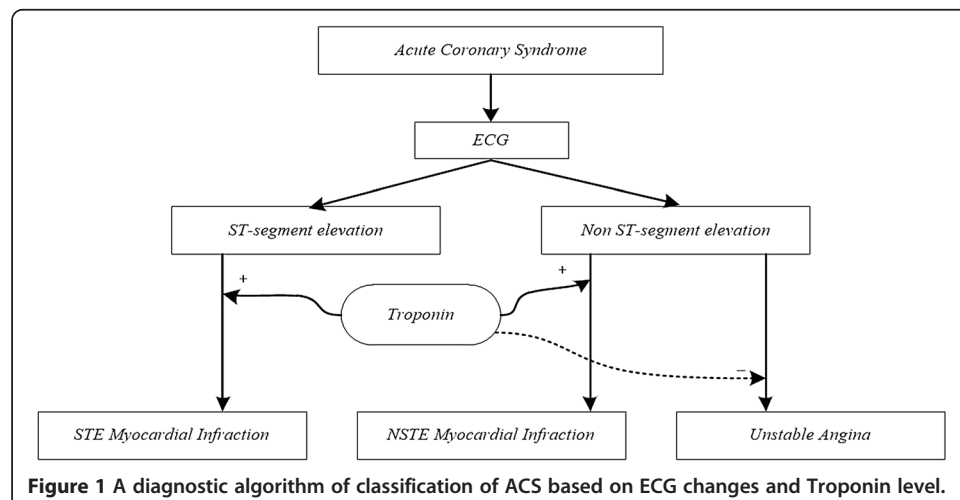 Acute Coronary Syndrome
ECG
ST-segment elevation
Non ST-segment elevation
+
+
Troponin
–
STE Myocardial Infraction
NSTE Myocardial Infraction
Unstable Angina
Figure 1 A diagnostic algorithm of classification of ACS based on ECG changes and Troponin level.